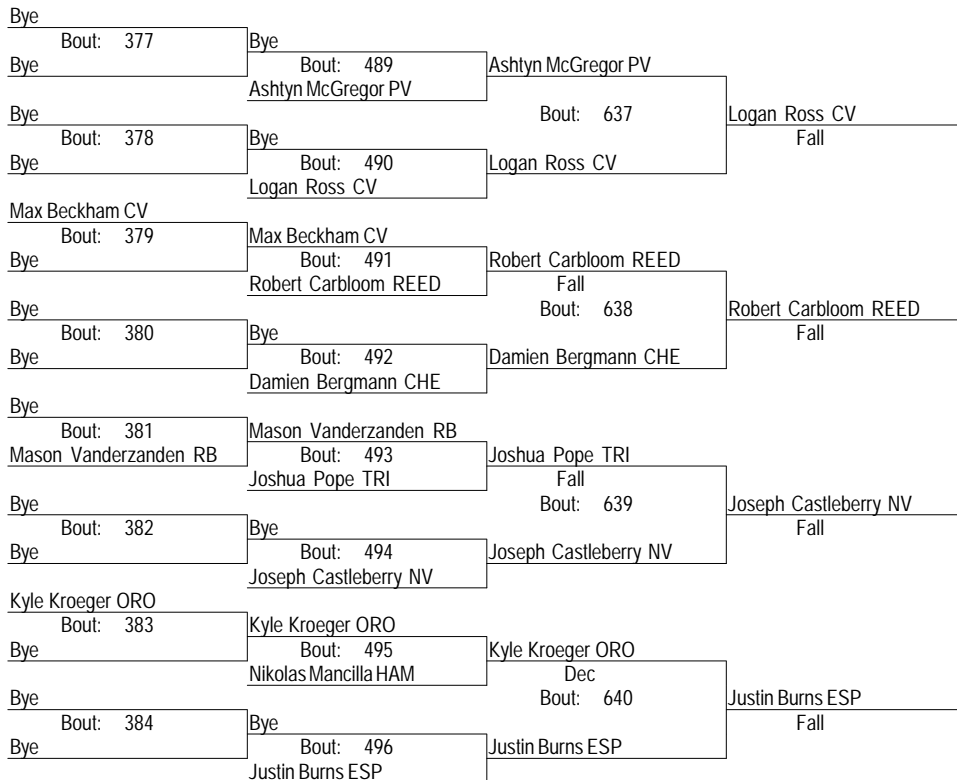 Bye
Bout: 377
Bye
Bye
Bout: 489
Ashtyn McGregor PV
Ashtyn McGregor PV
Bye
Bout: 637
Logan Ross CV
Bout: 378
Bye
Fall
Bye
Bout: 490
Logan Ross CV
Logan Ross CV
Max Beckham CV
Bout: 379
Max Beckham CV
Bye
Bout: 491
Robert Carbloom REED
Robert Carbloom REED
Fall
Bye
Bout: 638
Robert Carbloom REED
Bout: 380
Bye
Fall
Bye
Bout: 492
Damien Bergmann CHE
Damien Bergmann CHE
Bye
Bout: 381
Mason Vanderzanden RB
Mason Vanderzanden RB
Bout: 493
Joshua Pope TRI
Joshua Pope TRI
Fall
Bye
Bout: 639
Joseph Castleberry NV
Bout: 382
Bye
Fall
Bye
Bout: 494
Joseph Castleberry NV
Joseph Castleberry NV
Kyle Kroeger ORO
Bout: 383
Kyle Kroeger ORO
Bye
Bout: 495
Kyle Kroeger ORO
Nikolas Mancilla HAM
Dec
Bye
Bout: 640
Justin Burns ESP
Bout: 384
Bye
Fall
Bye
Bout: 496
Justin Burns ESP
Justin Burns ESP